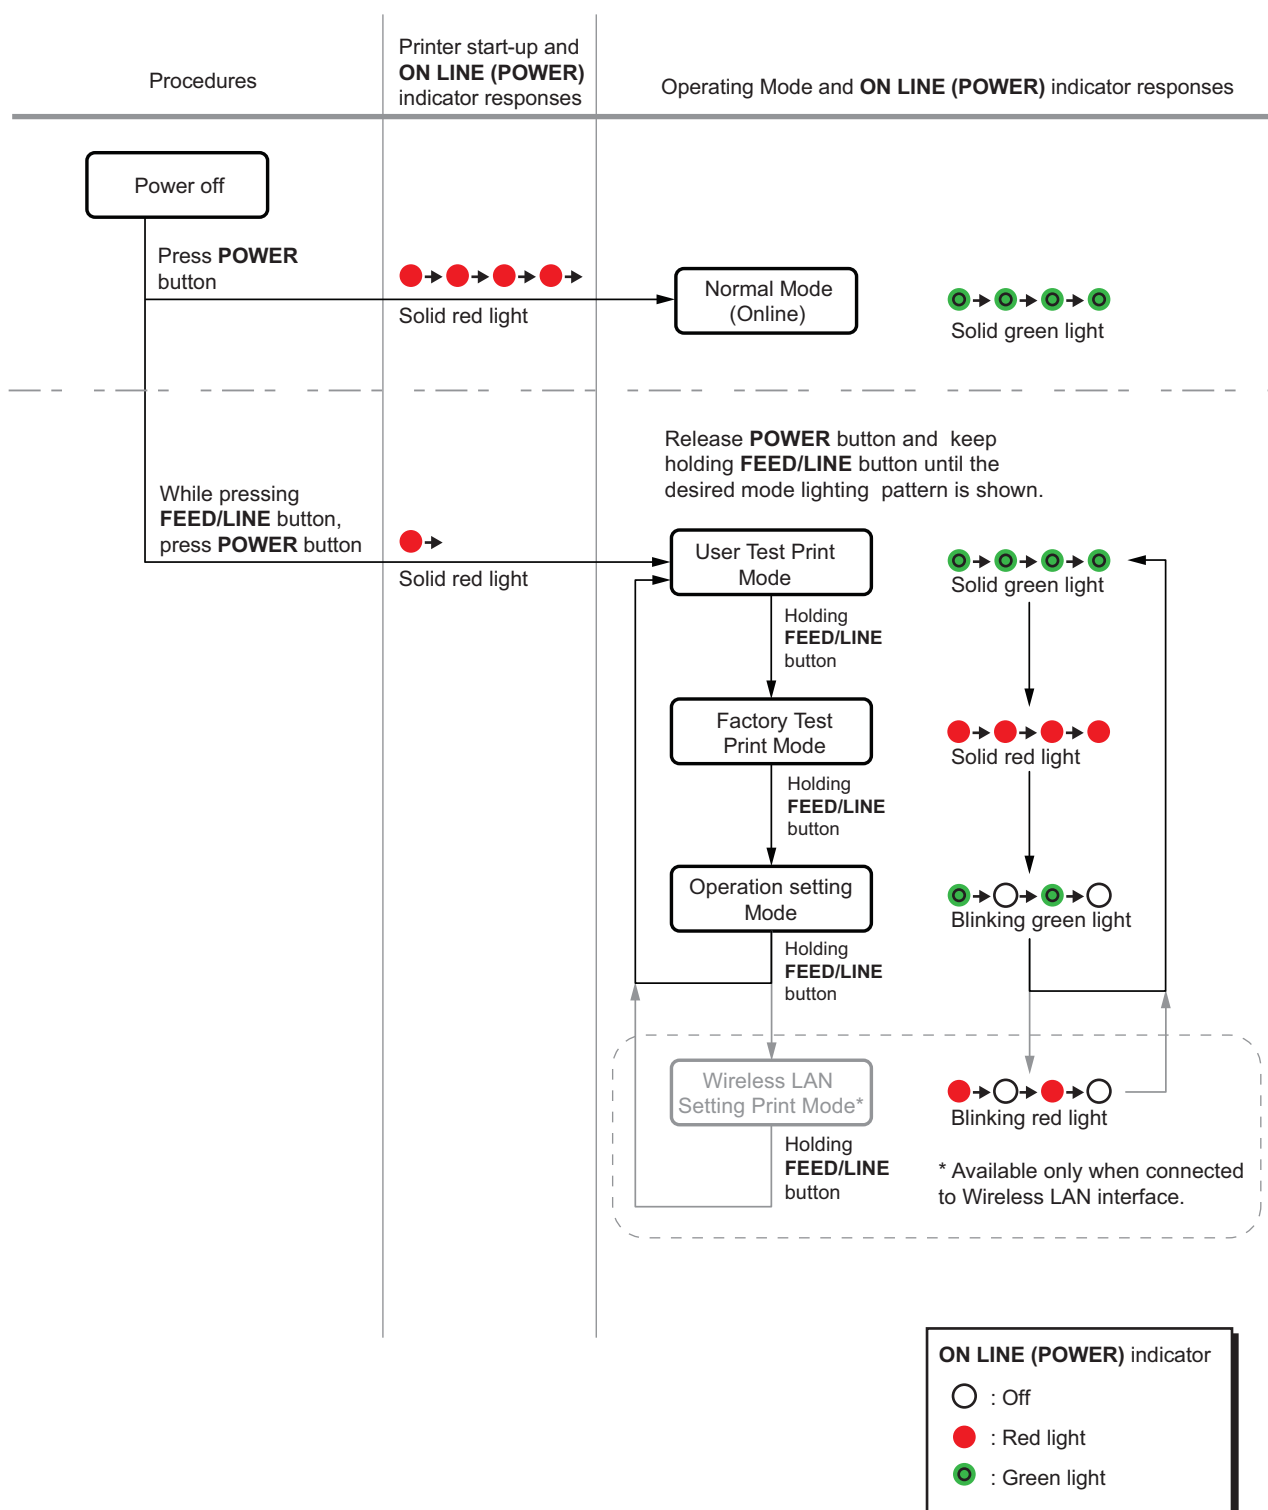 Procedures
Printer start-up and
ON LINE (POWER)
indicator responses
Operating Mode and ON LINE (POWER) indicator responses
Power off
Press POWER
button
Solid red light
Normal Mode
(Online)
Solid green light
Release POWER button and keep
holding FEED/LINE button until the
desired mode lighting pattern is shown.
While pressing
FEED/LINE button,
press POWER button
Solid red light
User Test Print
Mode
Solid green light
Holding
FEED/LINE
button
Factory Test
Print Mode
Solid red light
Holding
FEED/LINE
button
Operation setting
Mode
Blinking green light
Holding
FEED/LINE
button
Wireless LAN
Setting Print Mode*
Blinking red light
Holding
FEED/LINE
button
* Available only when connected
to Wireless LAN interface.
ON LINE (POWER) indicator
: Off
: Red light
: Green light